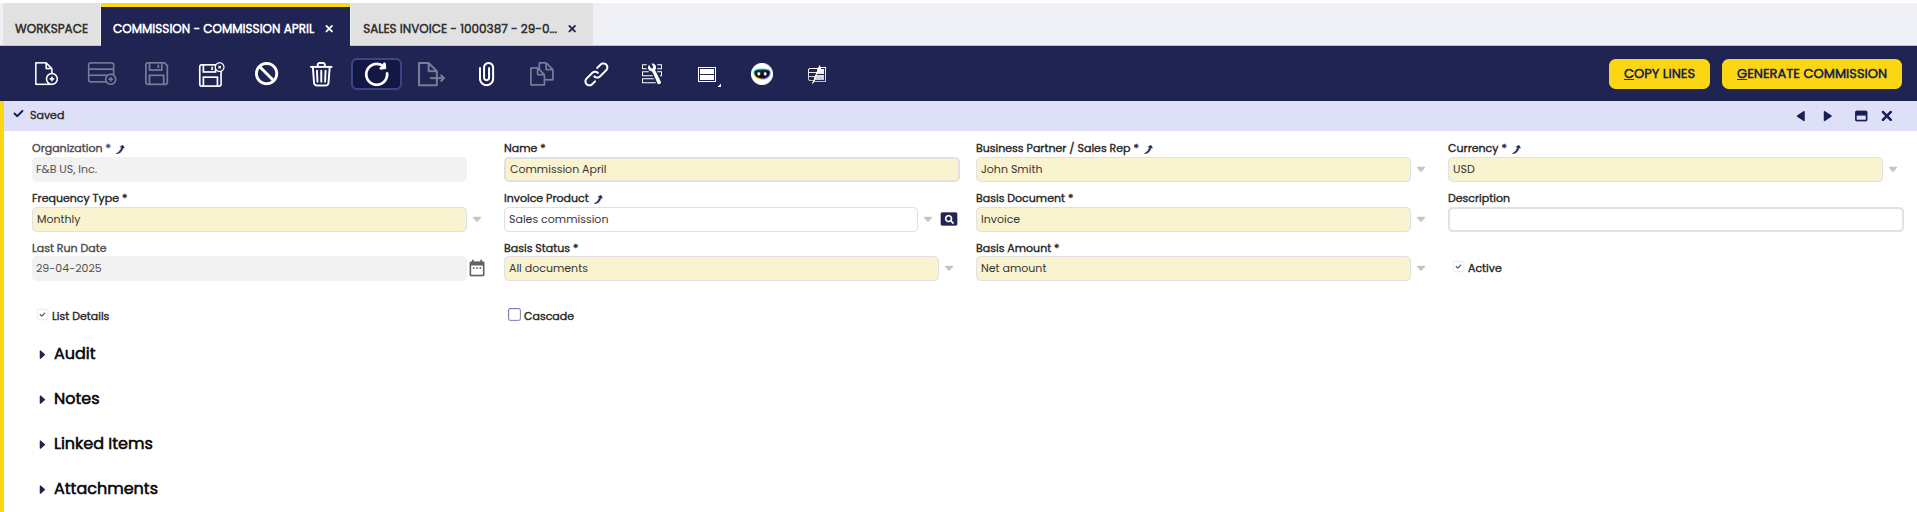 WORKSPACE COMMISSION - COMMISSION APRIL × SALES INVOICE - 1000387 - 29-0... ×
COPY LINES GENERATE COMMISSION
Saved
Organization * Name * Business Partner / Sales Rep * Currency *
F&B US, Inc. Commission April John Smith USD
Frequency Type * Invoice Product Basis Document * Description
Monthly Sales commission Invoice
Last Run Date Basis Status * Basis Amount *
29-04-2025 All documents Net amount Active
List Details Cascade
Audit
Notes
Linked Items
Attachments